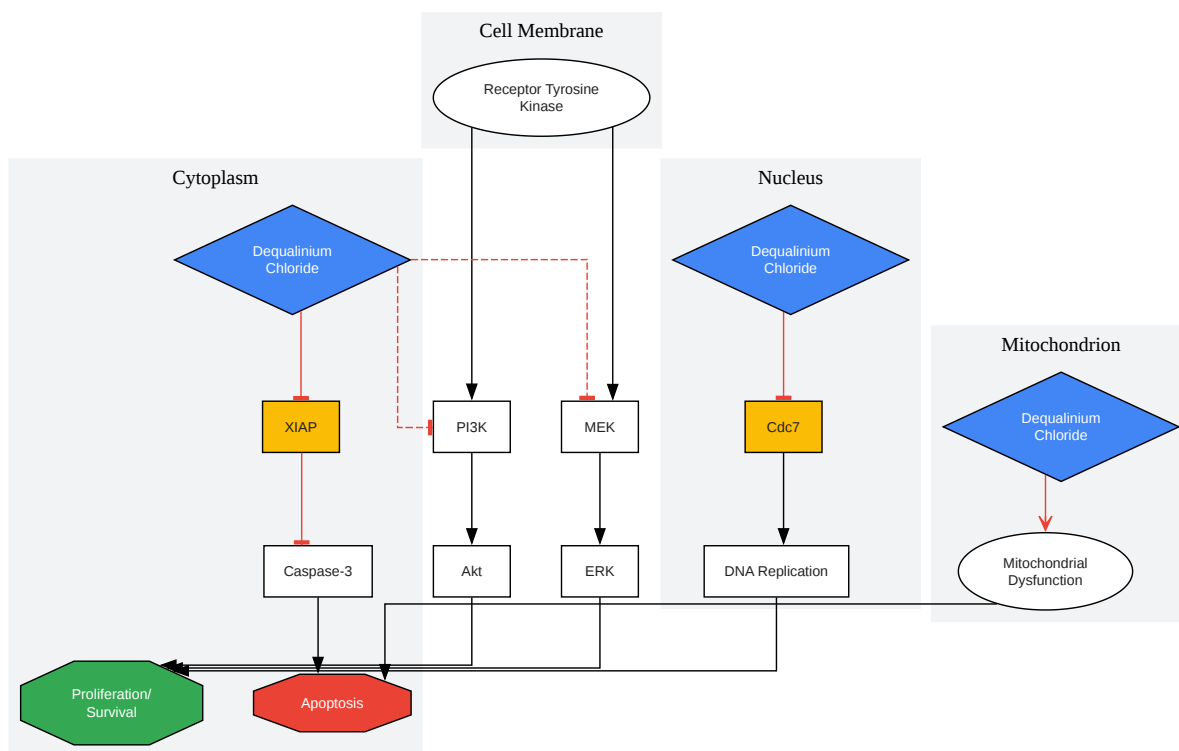 Cell Membrane
Receptor Tyrosine
Kinase
Cytoplasm
Nucleus
Dequalinium
Chloride
Dequalinium
Chloride
Mitochondrion
Dequalinium
Chloride
XIAP
PI3K
MEK
Cdc7
Caspase-3
Akt
ERK
DNA Replication
Mitochondrial
Dysfunction
Proliferation/
Survival
Apoptosis